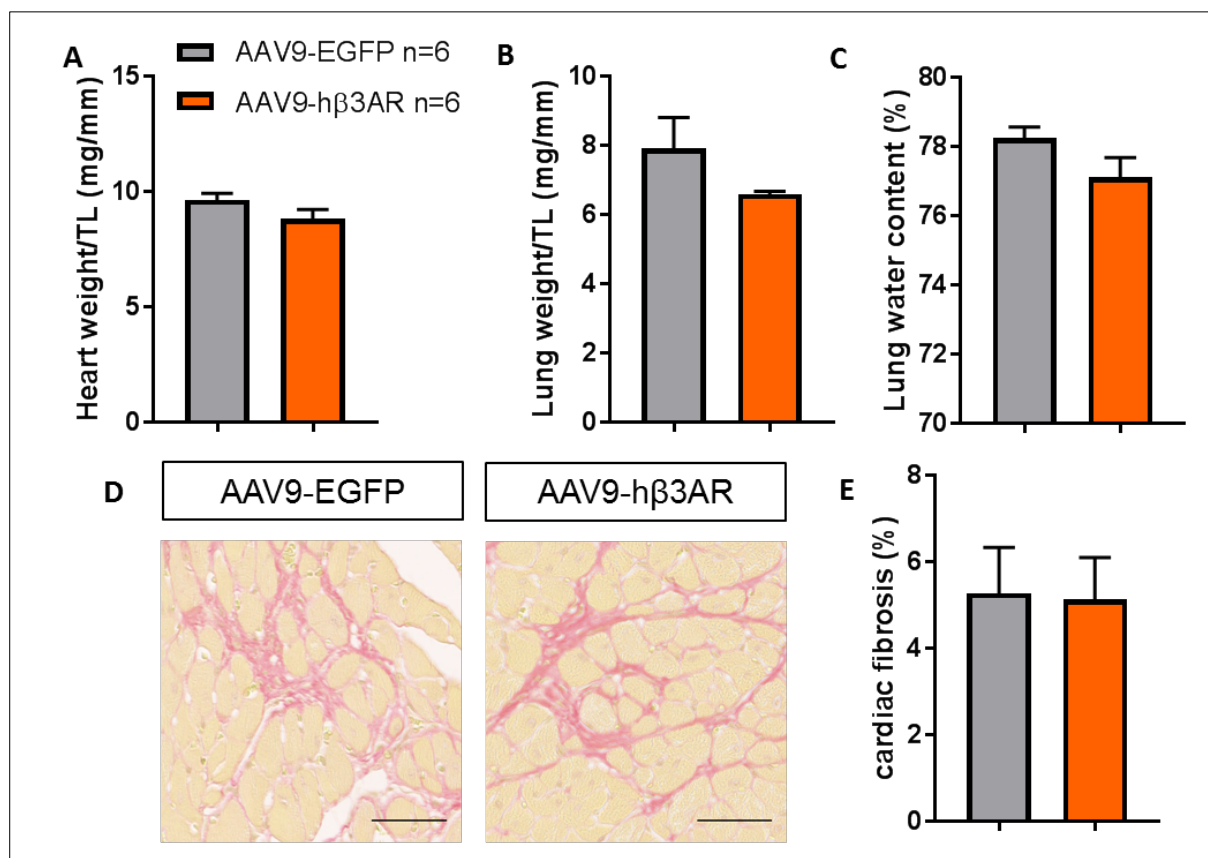 A
AAV9-EGFP n=6
AAV9-hβ3AR n=6
Heart weight/TL (mg/mm)
15
10
5
0
B
Lung weight/TL (mg/mm)
10
8
6
4
2
0
C
Lung water content (%)
80
78
76
74
72
70
D
AAV9-EGFP
AAV9-hβ3AR
E
cardiac fibrosis (%)
8
6
4
2
0